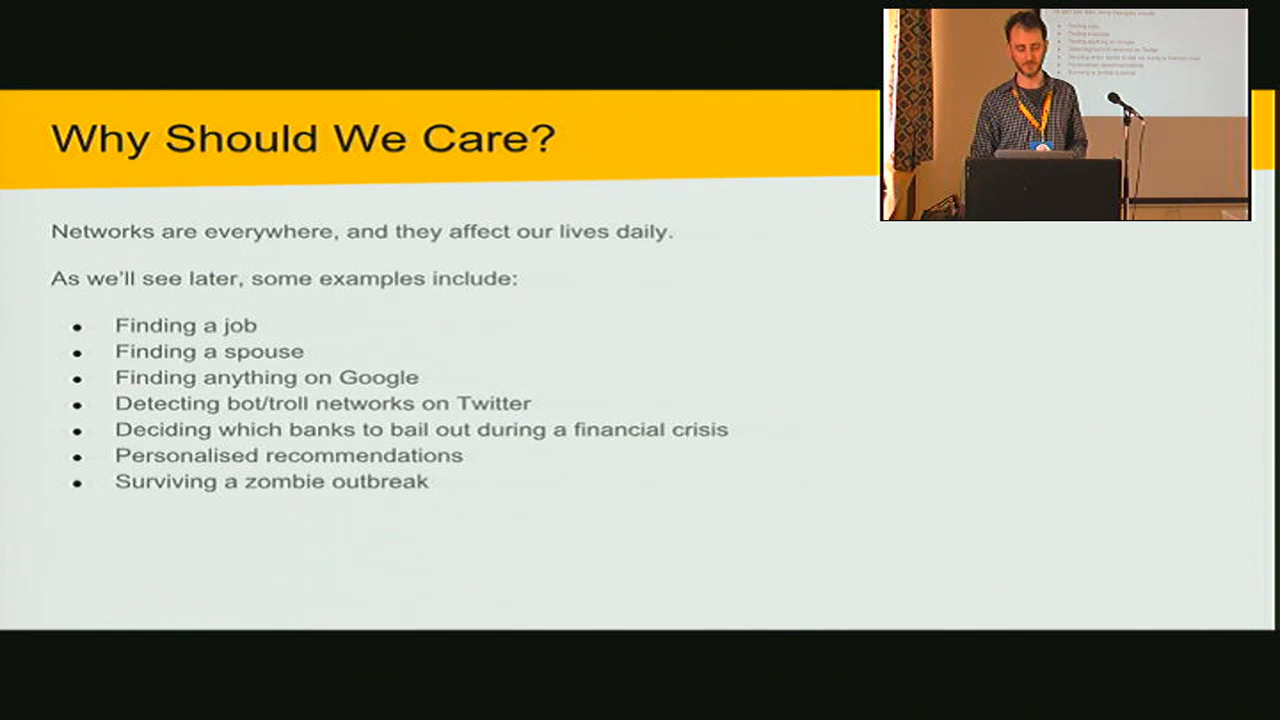 Why Should We Care?
Networks are everywhere, and they affect our lives daily.
As we'll see later, some examples include:
• Finding a job
• Finding a spouse
• Finding anything on Google
• Detecting bot/troll networks on Twitter
• Deciding which banks to bail out during a financial crisis
• Personalised recommendations
• Surviving a zombie outbreak